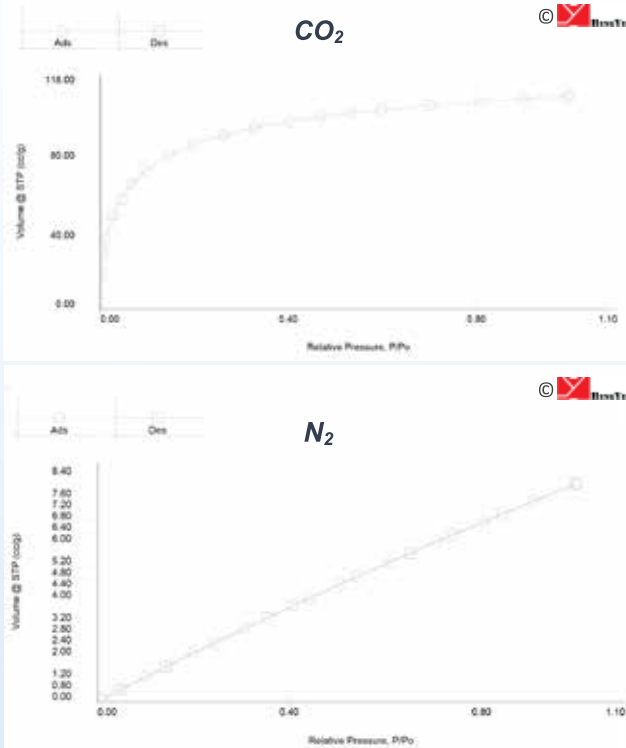 CO2
©
Ads Des
118.00
80.00
40.00
0.00
Volume @ STP (cc/g)
0.00 0.40 0.80 1.10
Relative Pressure, P/Po
©
Ads Des
N2
8.40
7.60
7.20
6.80
6.40
6.00
5.20
4.80
4.40
4.00
3.20
2.80
2.40
2.00
1.20
0.80
0.00
Volume @ STP (cc/g)
0.00 0.40 0.80 1.10
Relative Pressure, P/Po